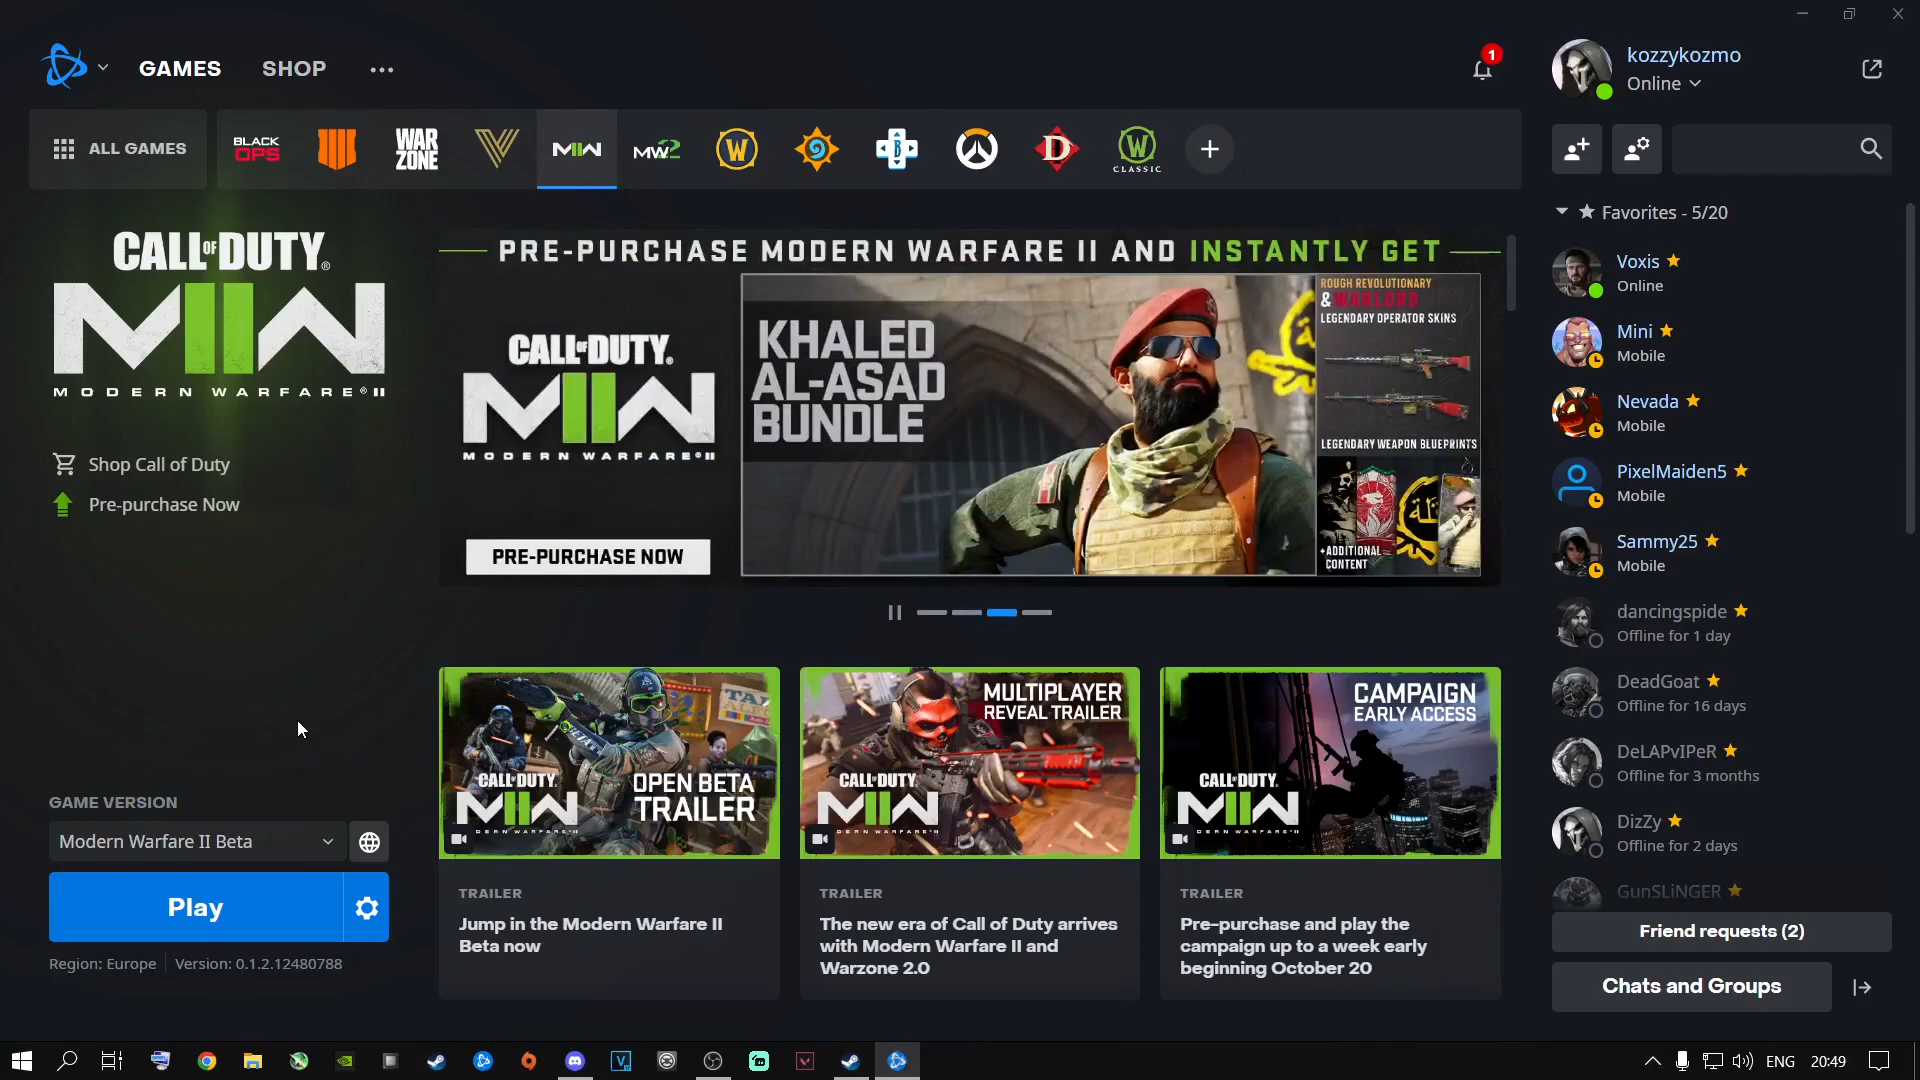 GAMES
SHOP
1
kozzykozmo
Online
ALL GAMES
BLACK
OPS
WAR
ZONE
MW2
CLASSIC
Favorites - 5/20
CALL OF DUTY®
MODERN WARFARE® II
Shop Call of Duty
Pre-purchase Now
PRE-PURCHASE MODERN WARFARE II AND INSTANTLY GET
CALL OF DUTY
MODERN WARFARE® II
PRE-PURCHASE NOW
KHALED
AL-ASAD
BUNDLE
ROUGH REVOLUTIONARY
& WARLORD
LEGENDARY OPERATOR SKINS
LEGENDARY WEAPON BLUEPRINTS
+ADDITIONAL
CONTENT
Voxis
Online
Mini
Mobile
Nevada
Mobile
PixelMaiden5
Mobile
Sammy25
Mobile
dancingspide
Offline for 1 day
DeadGoat
Offline for 16 days
DeLAPvIPeR
Offline for 3 months
DizZy
Offline for 2 days
GunSLiNGER
Friend requests (2)
Chats and Groups
CALL OF DUTY
OPEN BETA
TRAILER
TRAILER
Jump in the Modern Warfare II
Beta now
MULTIPLAYER
REVEAL TRAILER
CALL OF DUTY
TRAILER
The new era of Call of Duty arrives
with Modern Warfare II and
Warzone 2.0
CAMPAIGN
EARLY ACCESS
CALL OF DUTY
TRAILER
Pre-purchase and play the
campaign up to a week early
beginning October 20
GAME VERSION
Modern Warfare II Beta
Play
Region: Europe
Version: 0.1.2.12480788
ENG
20:49